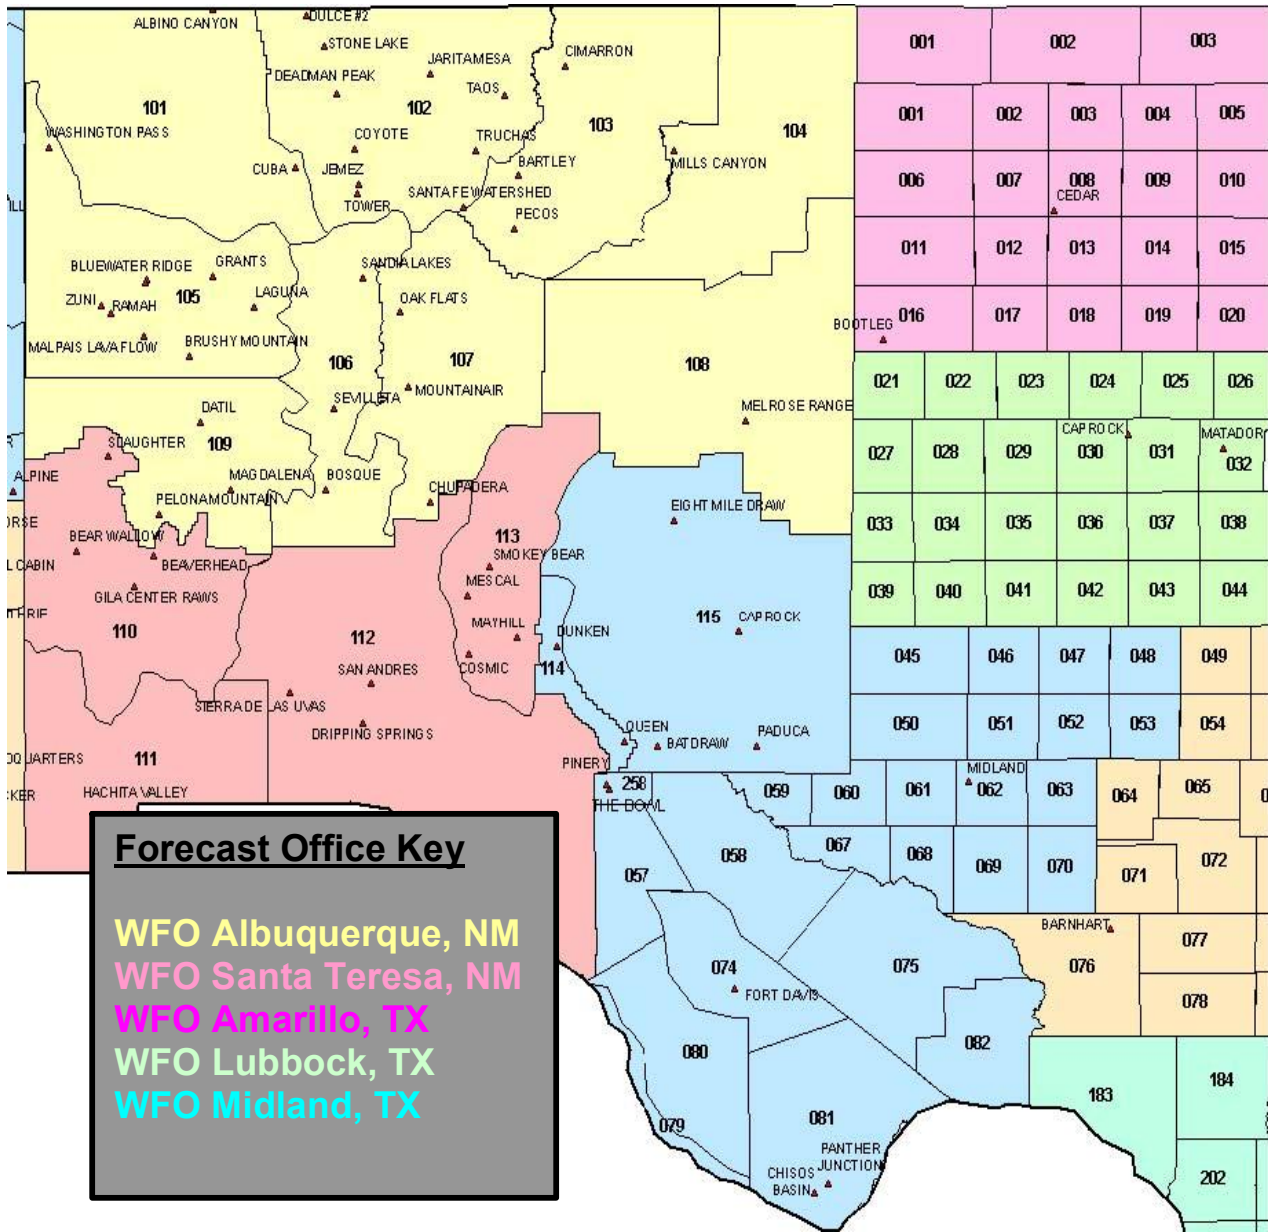 ALBINO CANYON
DULCE #2
001
002
003
STONE LAKE
CIMARRON
JARITAMESA
DEADMAN PEAK
TAOS
101
102
103
104
001
002
003
004
005
WASHINGTON PASS
COYOTE
TRUCHAS
BARTLEY
MILLS CANYON
CUBA
JEMEZ
006
007
008
009
010
TOWER
SANTA FE WATERSHED
CEDAR
PECOS
011
012
013
014
015
BLUEWATER RIDGE
GRANTS
SANDIA LAKES
ZUNI
RAMAH
105
LAGUNA
OAK FLATS
016
017
018
019
020
BOOTLEG
MALPAIS LAVA FLOW
BRUSHY MOUNTAIN
106
107
108
021
022
023
024
025
026
MOUNTAINAIR
SEVILLETA
MELROSE RANGE
DATIL
CAPROCK
MATADOR
SLAUGHTER
109
027
028
029
030
031
032
ALPINE
MAGDALENA
BOSQUE
PELONA MOUNTAIN
CHUPADERA
EIGHT MILE DRAW
033
034
035
036
037
038
ORSE
BEAR WALLOW
113
SMOKEY BEAR
L CABIN
BEAVERHEAD
MESCAL
GILA CENTER RAWS
039
040
041
042
043
044
110
112
MAYHILL
DUNKEN
115
CAPROCK
COSMIC
114
045
046
047
048
049
SAN ANDRES
SIERRA DE LAS UVAS
DRIPPING SPRINGS
QUEEN
BATDRAW
PADUCA
050
051
052
053
054
QUARTERS
111
PINERY
MIDLAND
CKER
HACHITA VALLEY
258
THE BOWL
059
060
061
062
063
064
065
067
068
069
070
071
072
057
058
Forecast Office Key
WFO Albuquerque, NM
WFO Santa Teresa, NM
WFO Amarillo, TX
WFO Lubbock, TX
WFO Midland, TX
BARNHART
074
075
076
077
FORT DAVIS
078
080
082
079
081
183
184
PANTHER
JUNCTION
CHISOS
BASIN
202